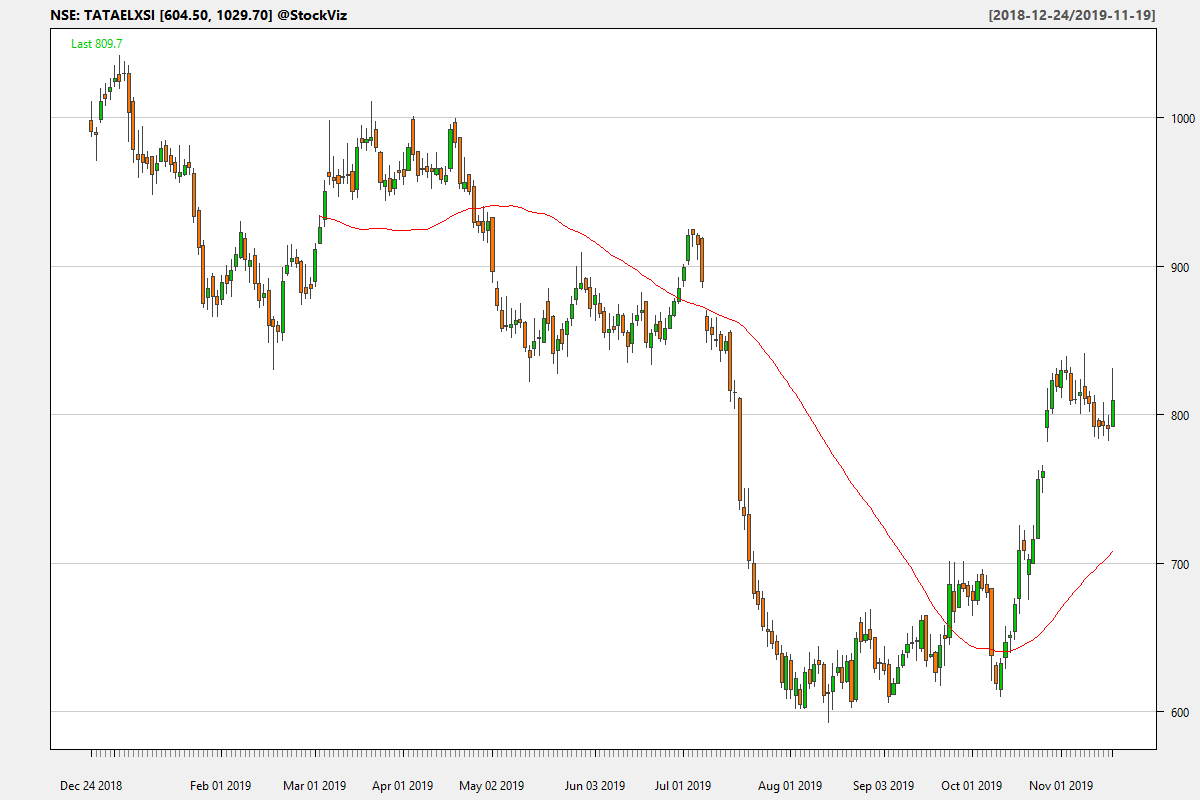 NSE: TATAELXSI [604.50, 1029.70] @StockViz [2018-12-24/2019-11-19]
Last 809.7
1000
900
800
700
600
Dec 24 2018 Feb 01 2019 Mar 01 2019 Apr 01 2019 May 02 2019 Jun 03 2019 Jul 01 2019 Aug 01 2019 Sep 03 2019 Oct 01 2019 Nov 01 2019